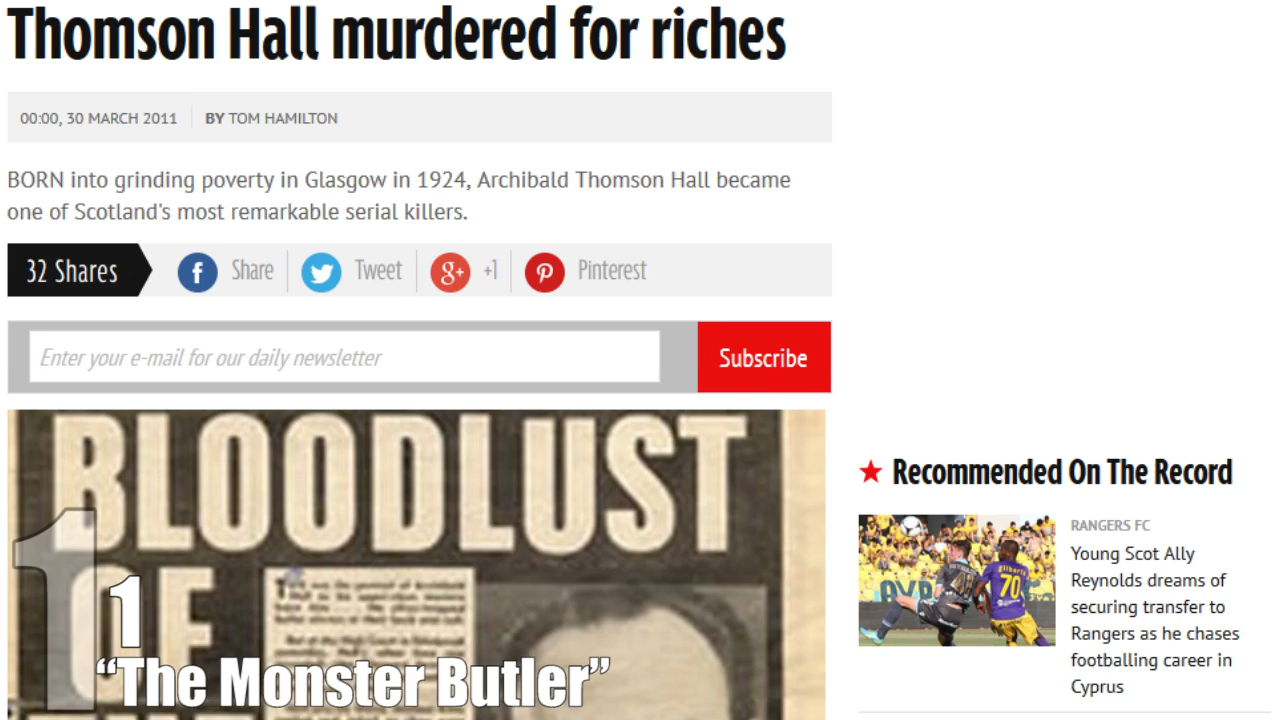 Thomson Hall murdered for riches
00:00, 30 MARCH 2011 BY TOM HAMILTON
BORN into grinding poverty in Glasgow in 1924, Archibald Thomson Hall became
one of Scotland's most remarkable serial killers.
32 Shares f Share Tweet g+ +1 Pinterest
Enter your e-mail for our daily newsletter Subscribe
BLOODLUST
OF
1
1
“The Monster Butler”
Recommended On The Record
RANGERS FC
Young Scot Ally
Reynolds dreams of
securing transfer to
Rangers as he chases
footballing career in
Cyprus
70